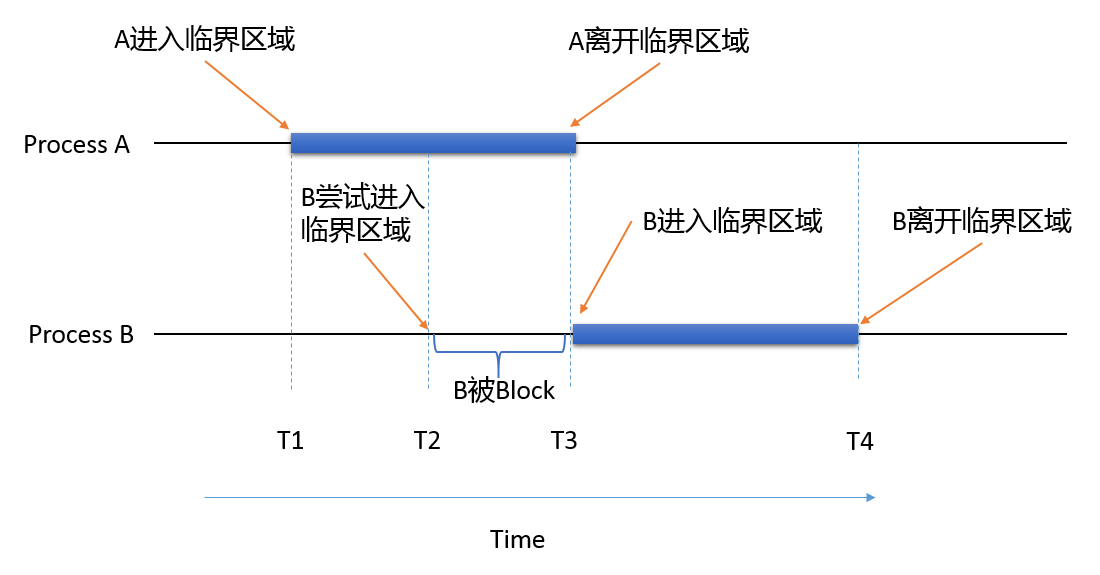 A进入临界区域
A离开临界区域
Process A
B尝试进入
临界区域
B进入临界区域
B离开临界区域
Process B
B被Block
T1
T2
T3
T4
Time